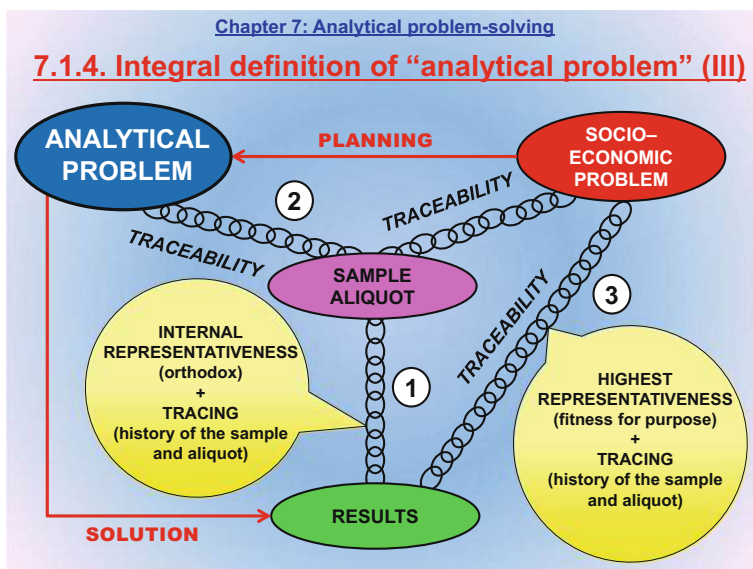 Chapter 7: Analytical problem-solving
7.1.4. Integral definition of “analytical problem” (III)
ANALYTICAL
PROBLEM
PLANNING
SOCIO–
ECONOMIC
PROBLEM
2
TRACEABILITY
TRACEABILITY
SAMPLE
ALIQUOT
TRACEABILITY
3
INTERNAL
REPRESENTATIVENESS
(orthodox)
+
TRACING
(history of the sample
and aliquot)
1
HIGHEST
REPRESENTATIVENESS
(fitness for purpose)
+
TRACING
(history of the sample
and aliquot)
RESULTS
SOLUTION